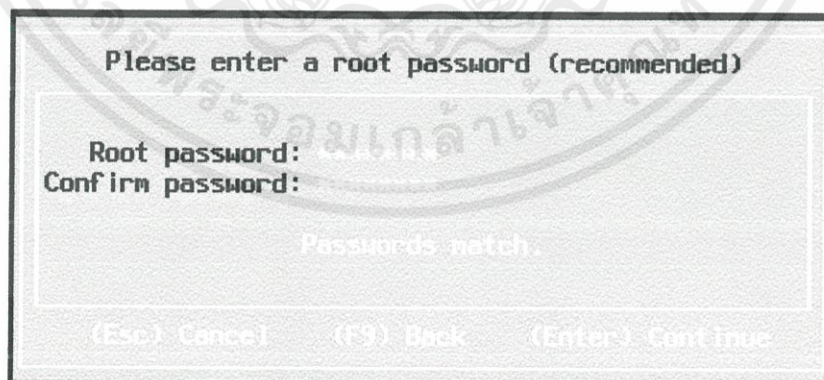 Please enter a root password (recommended)
Root password:
Confirm password:
Passwords match.
(Esc) Cancel (F9) Back (Enter) Continue